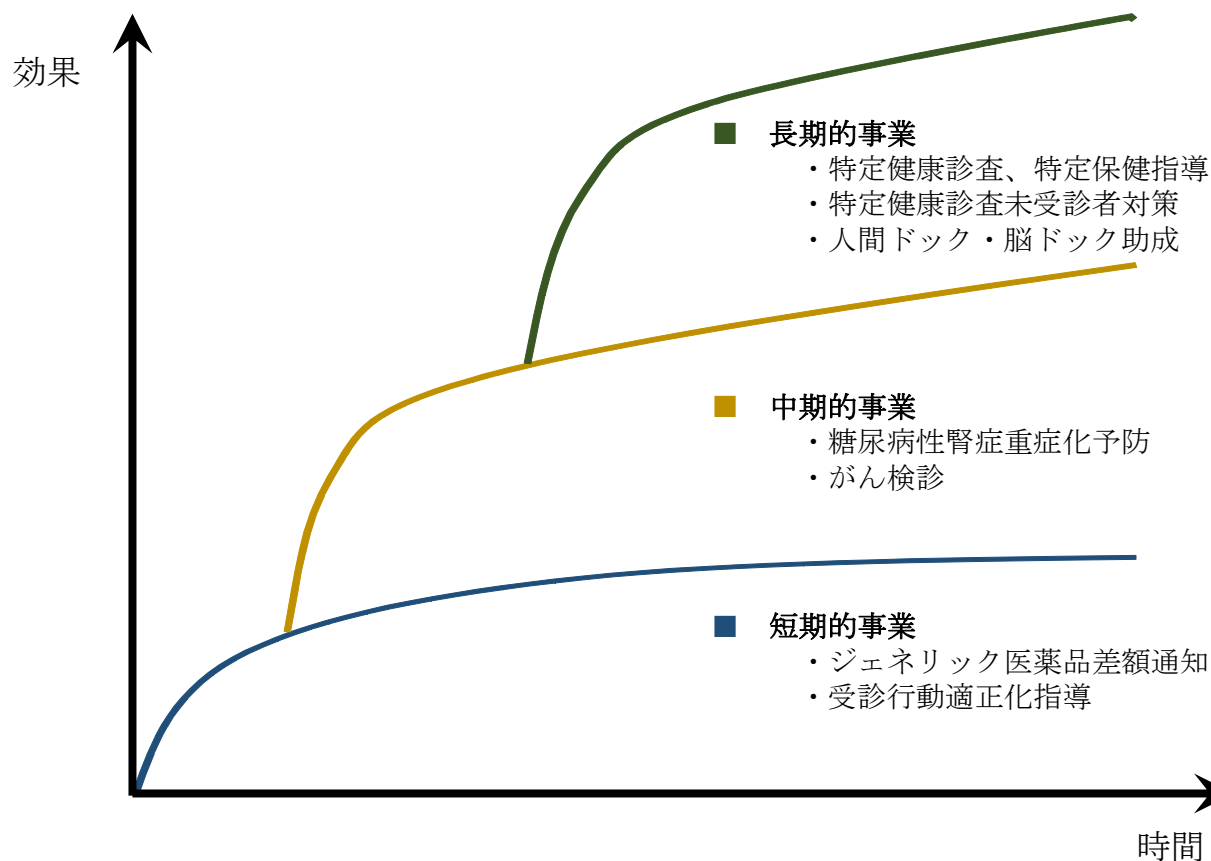 効果
■ 長期的事業
・特定健康診査、特定保健指導
・特定健康診査未受診者対策
・人間ドック・脳ドック助成
■ 中期的事業
・糖尿病性腎症重症化予防
・がん検診
■ 短期的事業
・ジェネリック医薬品差額通知
・受診行動適正化指導
時間